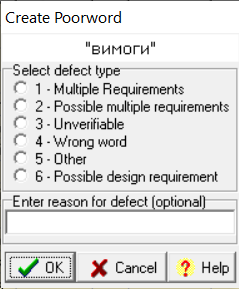 Create Poorword
"вимоги"
Select defect type
1 - Multiple Requirements
2 - Possible multiple requirements
3 - Unverifiable
4 - Wrong word
5 - Other
6 - Possible design requirement
Enter reason for defect (optional)
OK Cancel ? Help